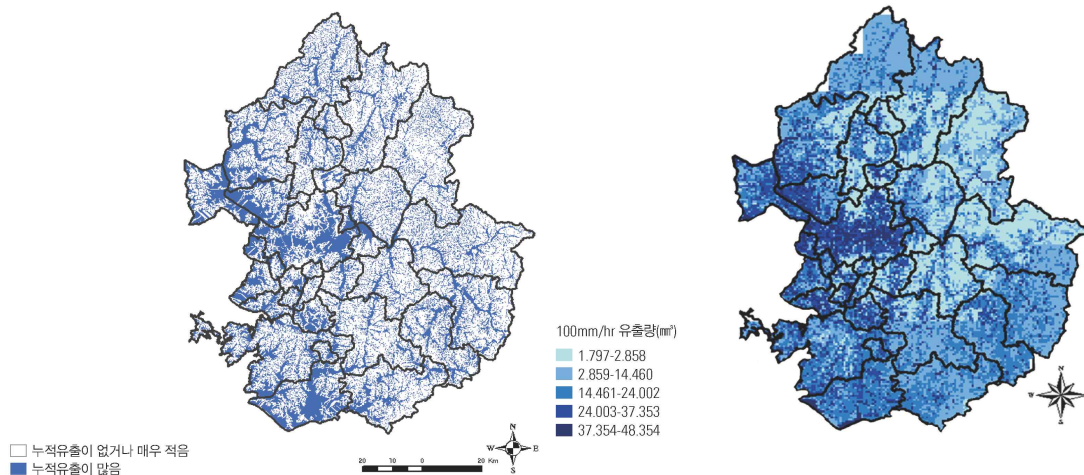 누적유출이 없거나 매우 적음
누적유출이 많음
N
W E
S
20 0 20 Km
100mm/hr 유출량(㎣)
1.797-2.858
2.859-14.460
14.461-24.002
24.003-37.353
37.354-48.354
N
W E
S